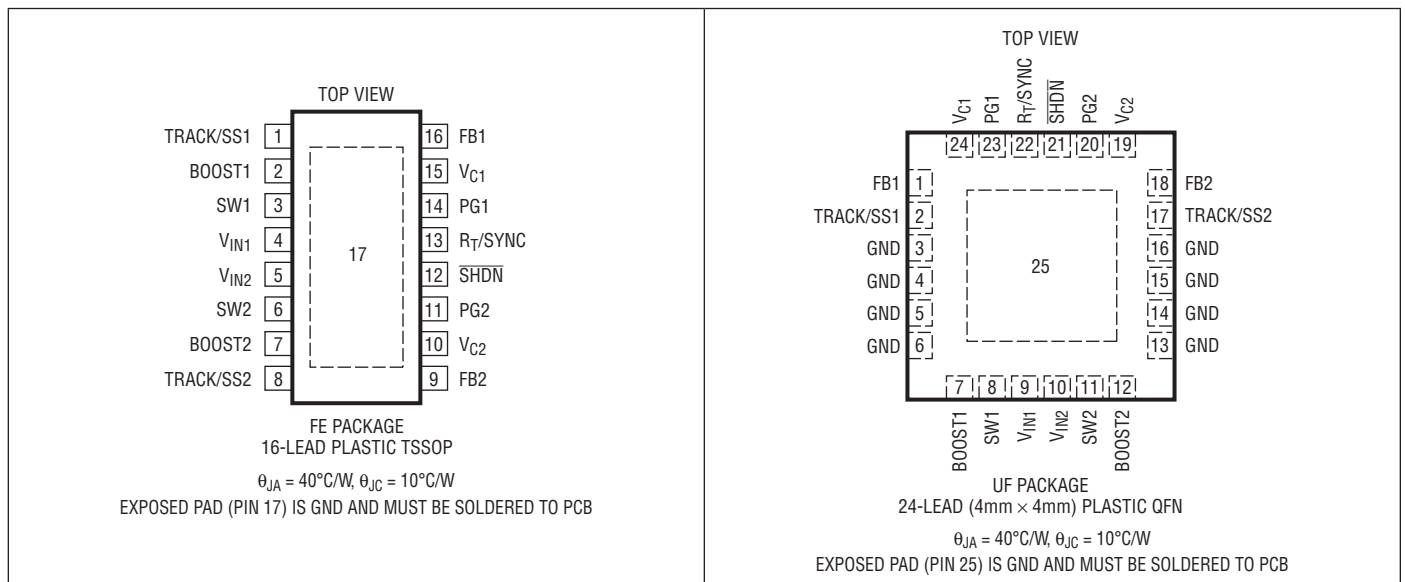 TOP VIEW
TRACK/SS1 1
BOOST1 2
SW1 3
VIN1 4
VIN2 5
SW2 6
BOOST2 7
TRACK/SS2 8
17
16 FB1
15 VC1
14 PG1
13 RT/SYNC
12 SHDN
11 PG2
10 VC2
9 FB2
FE PACKAGE
16-LEAD PLASTIC TSSOP
θJA = 40°C/W, θJC = 10°C/W
EXPOSED PAD (PIN 17) IS GND AND MUST BE SOLDERED TO PCB
TOP VIEW
VC1
PG1
RT/SYNC
SHDN
PG2
VC2
24 23 22 21 20 19
FB1 1
TRACK/SS1 2
GND 3
GND 4
GND 5
GND 6
25
18 FB2
17 TRACK/SS2
16 GND
15 GND
14 GND
13 GND
7 8 9 10 11 12
BOOST1
SW1
VIN1
VIN2
SW2
BOOST2
UF PACKAGE
24-LEAD (4mm × 4mm) PLASTIC QFN
θJA = 40°C/W, θJC = 10°C/W
EXPOSED PAD (PIN 25) IS GND AND MUST BE SOLDERED TO PCB